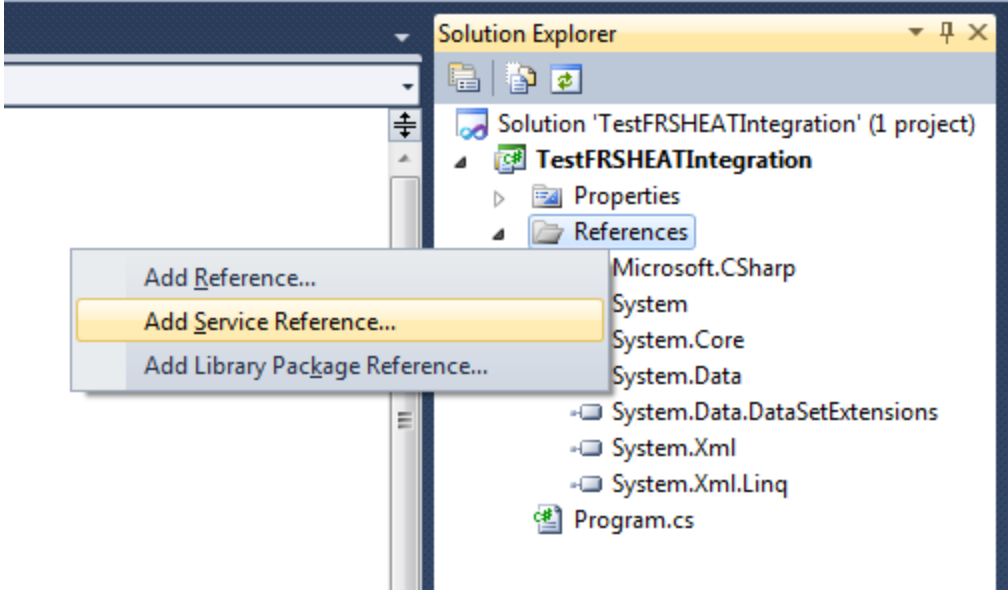 Solution Explorer
Solution 'TestFRSHEATIntegration' (1 project)
TestFRSHEATIntegration
Properties
References
Add Reference...
Add Service Reference...
Add Library Package Reference...
Microsoft.CSharp
System
System.Core
System.Data
System.Data.DataSetExtensions
System.Xml
System.Xml.Linq
Program.cs